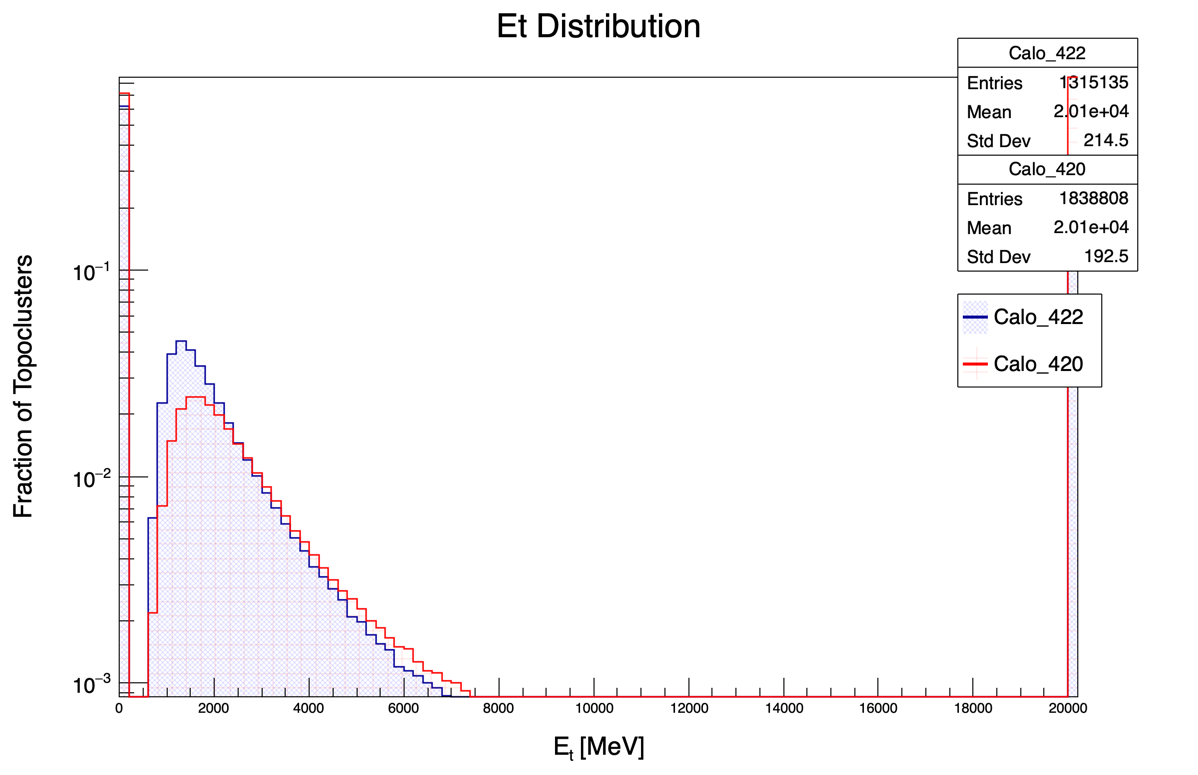 Et Distribution
Calo_422
Entries 1315135
Mean 2.01e+04
Std Dev 214.5
Calo_420
Entries 1838808
Mean 2.01e+04
Std Dev 192.5
Calo_422
Calo_420
Fraction of Topoclusters
10⁻¹
10⁻²
10⁻³
0 2000 4000 6000 8000 10000 12000 14000 16000 18000 20000
Eₜ [MeV]